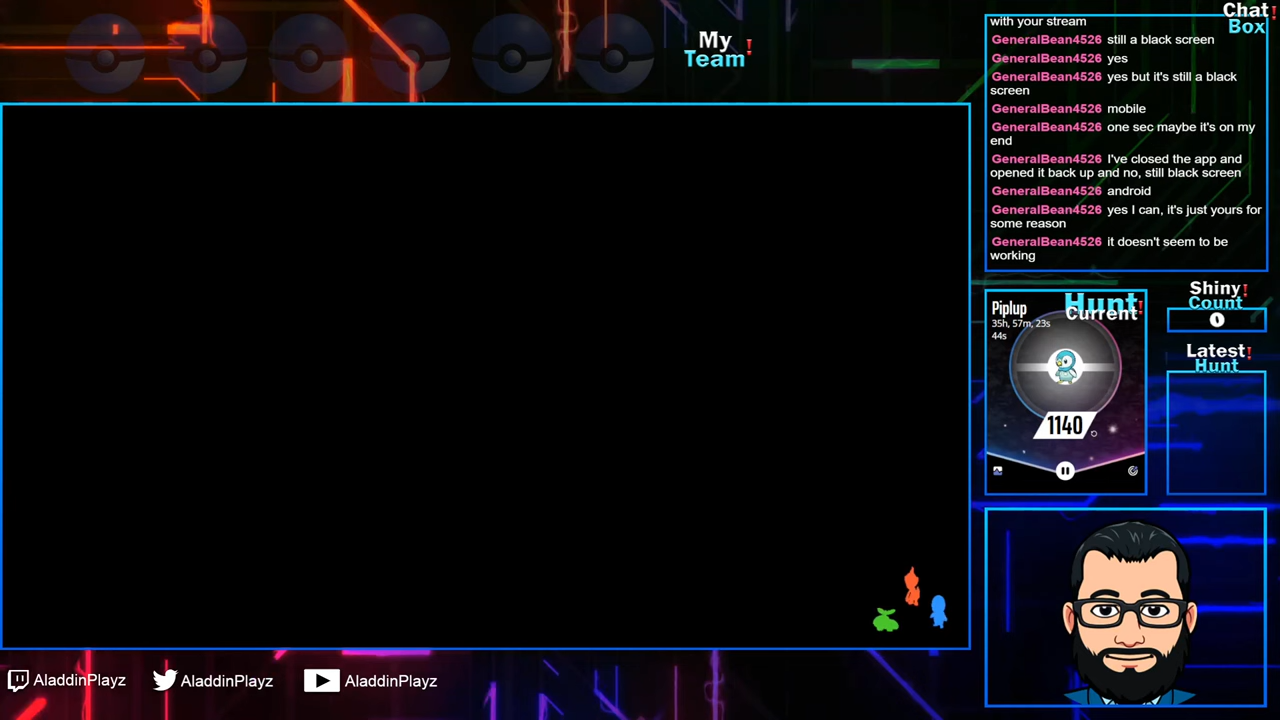 My
Team!
Chat!
Box
with your stream
GeneralBean4526 still a black screen
GeneralBean4526 yes
GeneralBean4526 yes but it's still a black
screen
GeneralBean4526 mobile
GeneralBean4526 one sec maybe it's on my
end
GeneralBean4526 I've closed the app and
opened it back up and no, still black screen
GeneralBean4526 android
GeneralBean4526 yes I can, it's just yours for
some reason
GeneralBean4526 it doesn't seem to be
working
Hunt!
Current
Piplup
35h, 57m, 23s
44s
1140
Shiny!
Count
0
Latest!
Hunt
AladdinPlayz
AladdinPlayz
AladdinPlayz